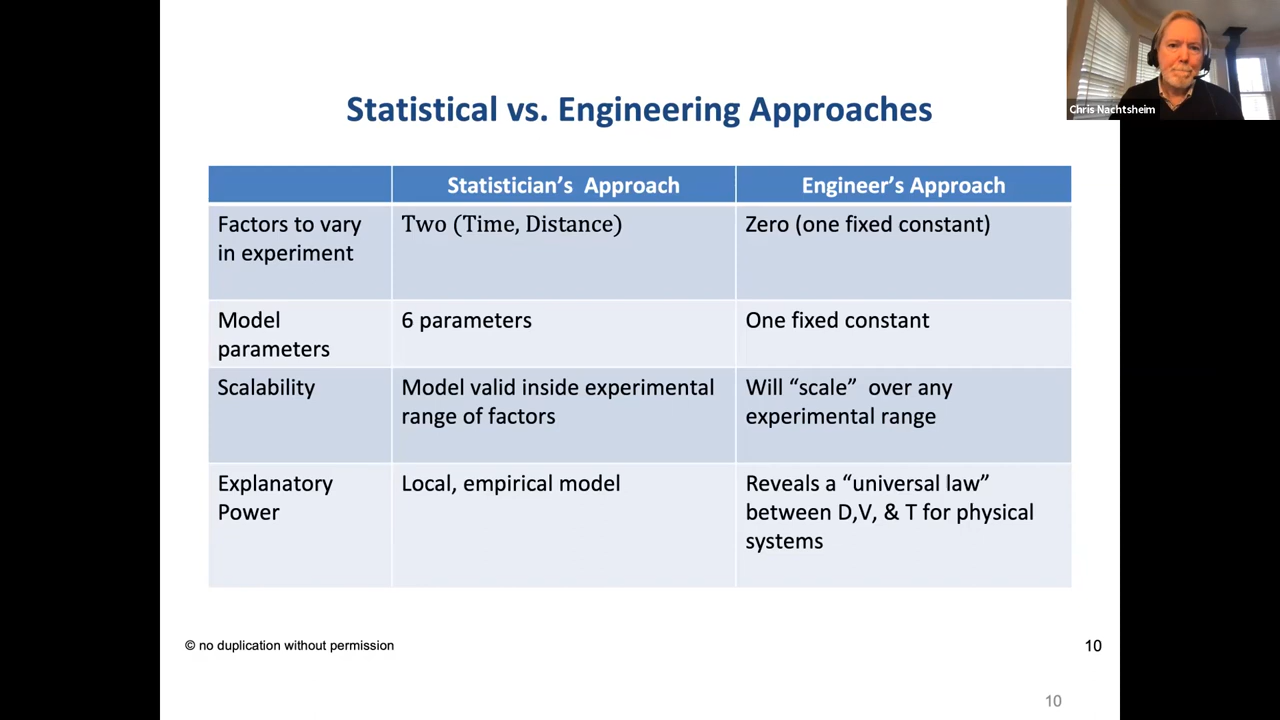 Chris Nachtsheim
Statistical vs. Engineering Approaches
Statistician’s Approach
Engineer’s Approach
Factors to vary
in experiment
Two (Time, Distance)
Zero (one fixed constant)
Model
parameters
6 parameters
One fixed constant
Scalability
Model valid inside experimental
range of factors
Will “scale” over any
experimental range
Explanatory
Power
Local, empirical model
Reveals a “universal law”
between D,V, & T for physical
systems
© no duplication without permission
10
10